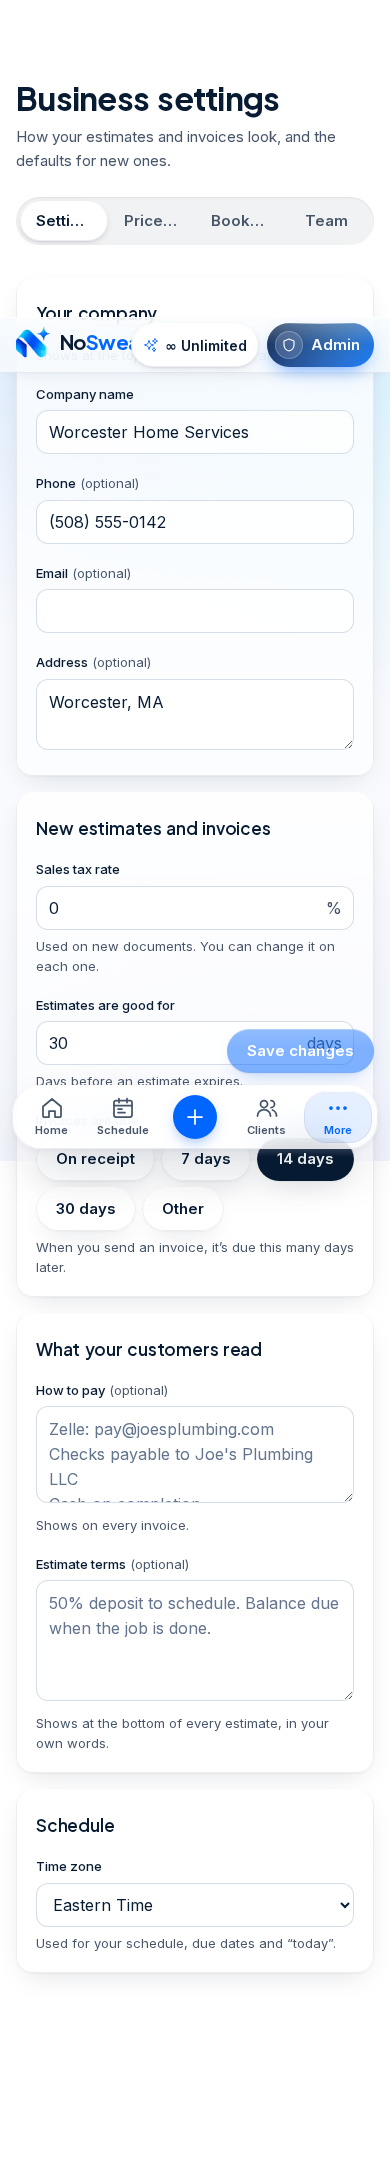 Business settings
How your estimates and invoices look, and the
defaults for new ones.
Setti… Price… Book… Team
Your company
NoSwea ∞ Unlimited Admin
Company name
Worcester Home Services
Phone (optional)
(508) 555-0142
Email (optional)
Address (optional)
Worcester, MA
New estimates and invoices
Sales tax rate
0 %
Used on new documents. You can change it on
each one.
Estimates are good for
30 days
Save changes
Days before an estimate expires.
Home Schedule Clients More
On receipt 7 days 14 days
30 days Other
When you send an invoice, it’s due this many days
later.
What your customers read
How to pay (optional)
Zelle: pay@joesplumbing.com
Checks payable to Joe's Plumbing
LLC
Cash on completion
Shows on every invoice.
Estimate terms (optional)
50% deposit to schedule. Balance due
when the job is done.
Shows at the bottom of every estimate, in your
own words.
Schedule
Time zone
Eastern Time
Used for your schedule, due dates and “today”.